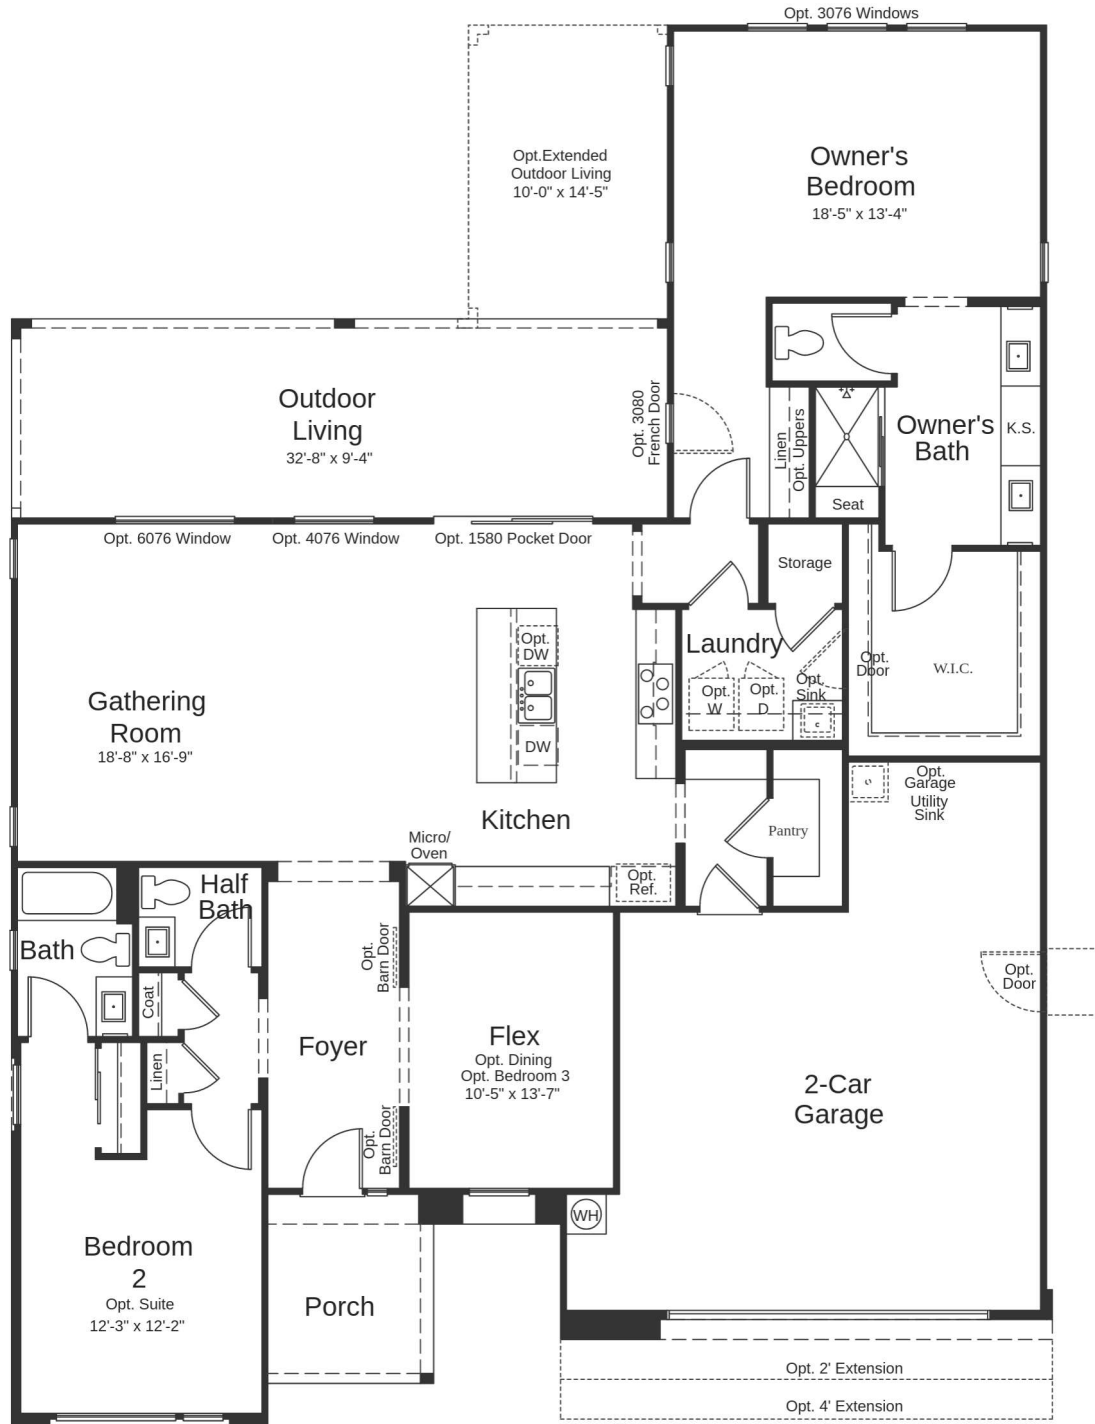 Opt. 3076 Windows
Opt.Extended
Outdoor Living
10'-0" x 14'-5"
Owner's
Bedroom
18'-5" x 13'-4"
Outdoor
Living
32'-8" x 9'-4"
Opt. 3080
French Door
Linen
Opt. Uppers
Seat
Owner's
Bath
K.S.
Opt. 6076 Window
Opt. 4076 Window
Opt. 1580 Pocket Door
Storage
Opt.
DW
Laundry
Opt.
W
Opt.
D
Opt.
Sink
Opt.
Door
W.I.C.
Gathering
Room
18'-8" x 16'-9"
DW
Kitchen
Micro/
Oven
Opt.
Ref.
Pantry
Opt.
Garage
Utility
Sink
Half
Bath
Bath
Coat
Linen
Foyer
Opt.
Barn Door
Opt.
Barn Door
Flex
Opt. Dining
Opt. Bedroom 3
10'-5" x 13'-7"
Opt.
Door
2-Car
Garage
WH
Bedroom
2
Opt. Suite
12'-3" x 12'-2"
Porch
Opt. 2' Extension
Opt. 4' Extension